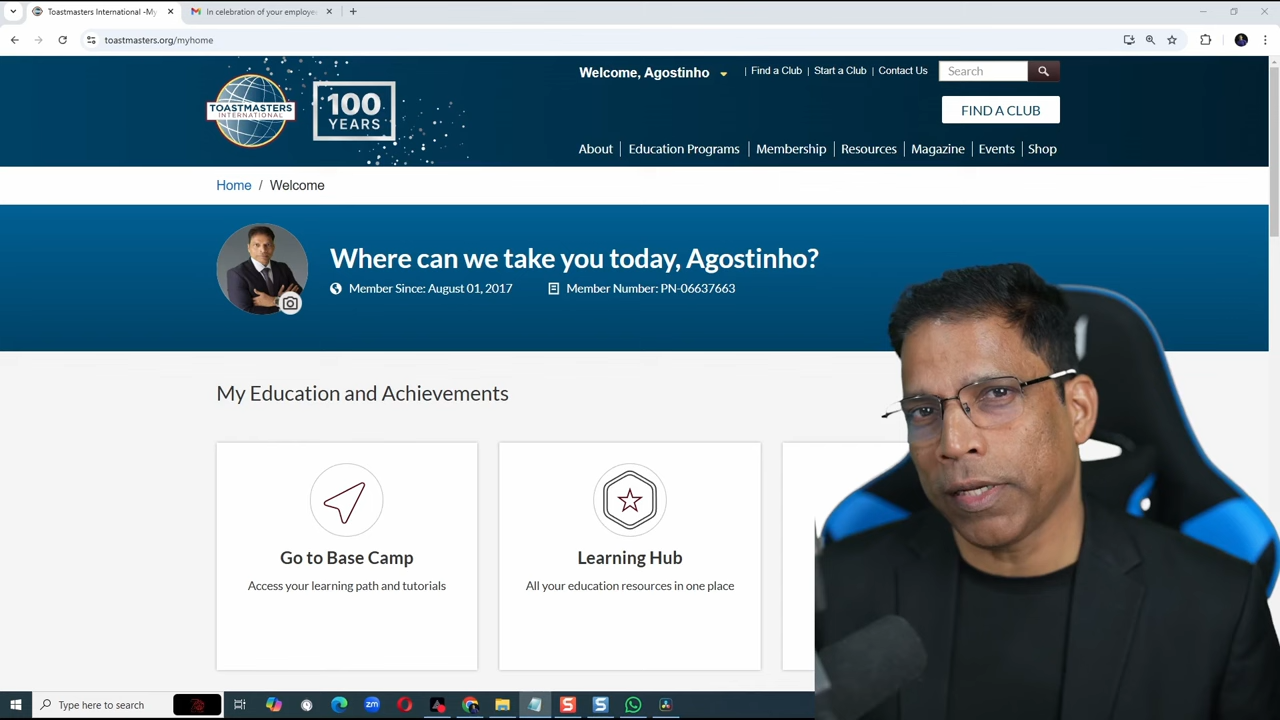 Toastmasters International -My
In celebration of your employe
toastmasters.org/myhome
TOASTMASTERS
INTERNATIONAL
100
YEARS
Welcome, Agostinho
Find a Club
Start a Club
Contact Us
Search
FIND A CLUB
About
Education Programs
Membership
Resources
Magazine
Events
Shop
Home / Welcome
Where can we take you today, Agostinho?
Member Since: August 01, 2017
Member Number: PN-06637663
My Education and Achievements
Go to Base Camp
Access your learning path and tutorials
Learning Hub
All your education resources in one place
Type here to search
zm
S
S